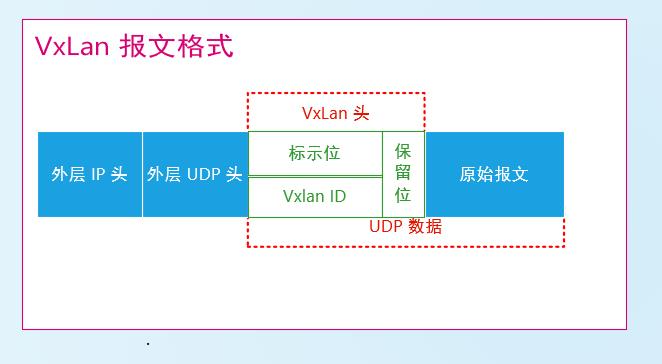 VxLan 报文格式
VxLan 头
外层 IP 头
外层 UDP 头
标示位
Vxlan ID
保留位
原始报文
UDP 数据